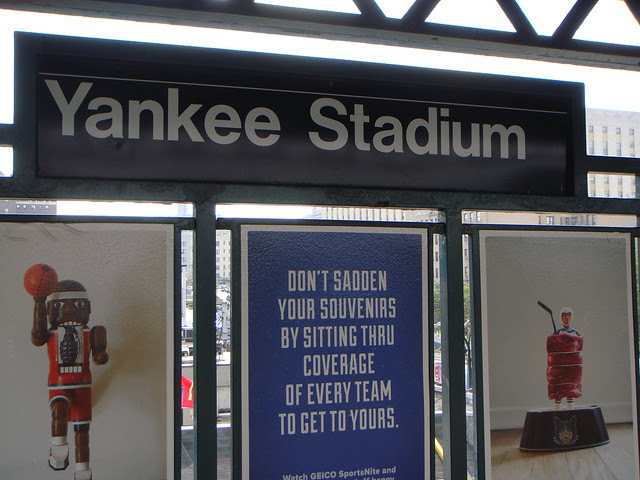 Yankee Stadium
DON'T SADDEN
YOUR SOUVENIRS
BY SITTING THRU
COVERAGE
OF EVERY TEAM
TO GET TO YOURS.
Watch GEICO SportsNite and